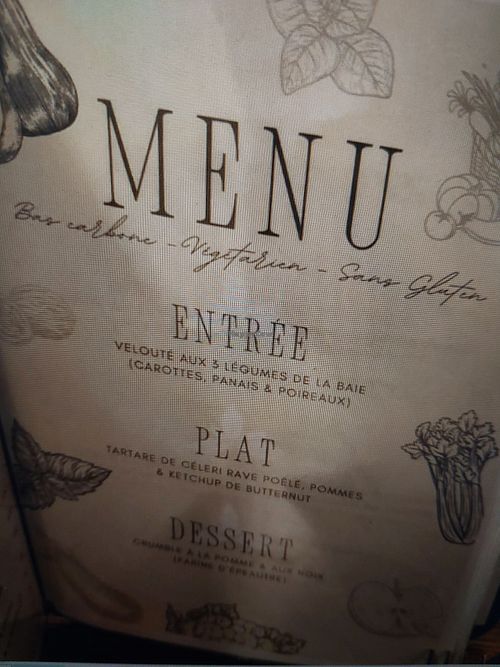 MENU
Bas carbone - Végétarien - Sans Gluten
ENTRÉE
VELOUTÉ AUX 3 LÉGUMES DE LA BAIE
(CAROTTES, PANAIS & POIREAUX)
PLAT
TARTARE DE CÉLERI RAVE POÊLÉ, POMMES
& KETCHUP DE BUTTERNUT
DESSERT
CRUMBLE À LA POMME & AUX NOIX
(FARINE D'ÉPEAUTRE)